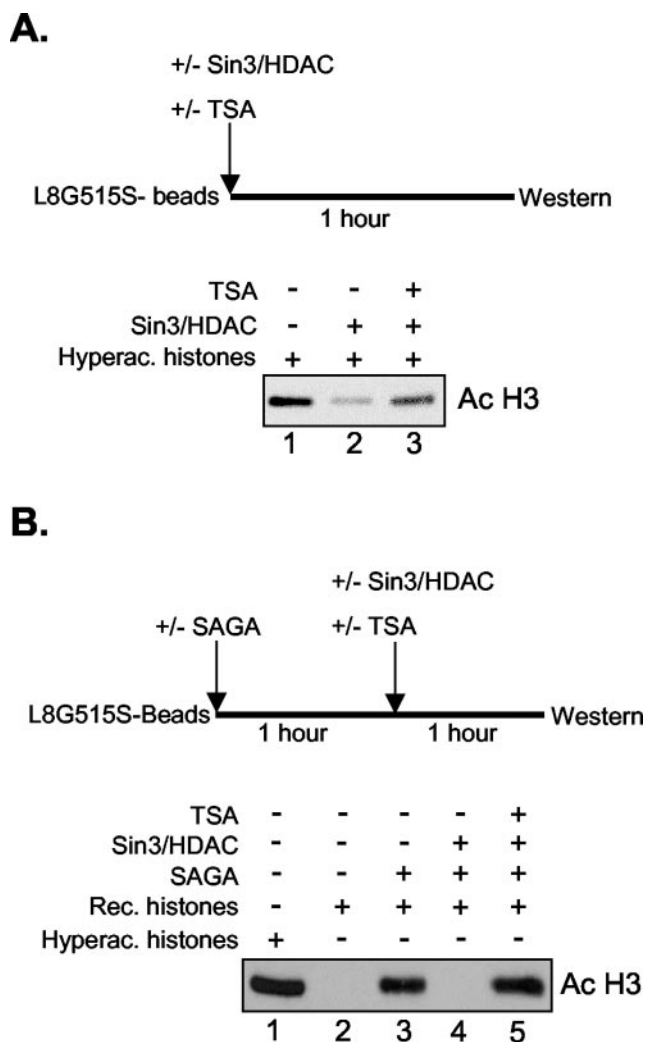 A.
+/- Sin3/HDAC
+/- TSA
L8G515S- beads
Western
1 hour
TSA - - +
Sin3/HDAC - + +
Hyperac. histones + + +
Ac H3
1 2 3
B.
+/- Sin3/HDAC
+/- SAGA
+/- TSA
L8G515S-Beads
Western
1 hour 1 hour
TSA - - - - +
Sin3/HDAC - - - + +
SAGA - - + + +
Rec. histones - + + + +
Hyperac. histones + - - - -
Ac H3
1 2 3 4 5